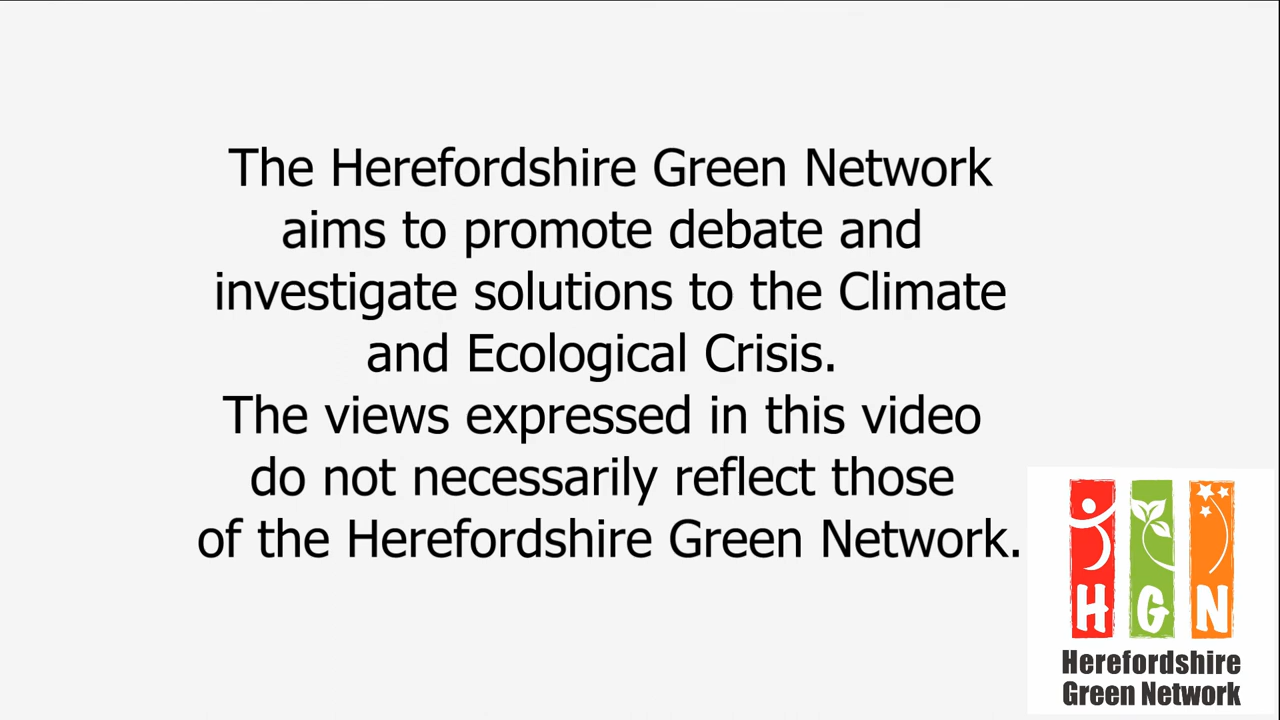 The Herefordshire Green Network
aims to promote debate and
investigate solutions to the Climate
and Ecological Crisis.
The views expressed in this video
do not necessarily reflect those
of the Herefordshire Green Network.
H G N
Herefordshire
Green Network